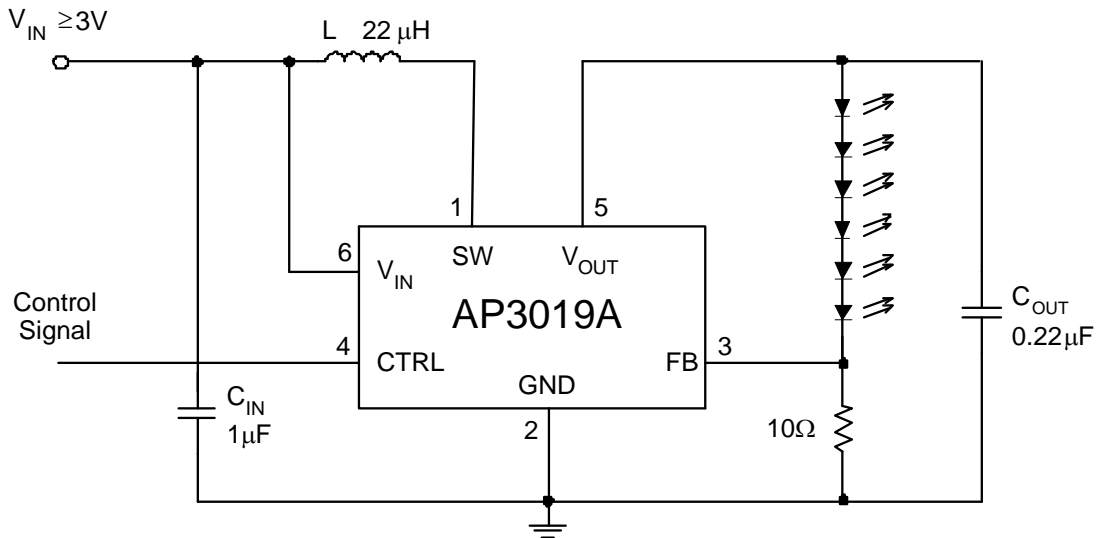 V_IN ≥3V
L 22 μH
1
5
6
SW
V_OUT
V_IN
AP3019A
Control
Signal
4
CTRL
3
FB
GND
C_OUT
0.22μF
C_IN
1μF
2
10Ω